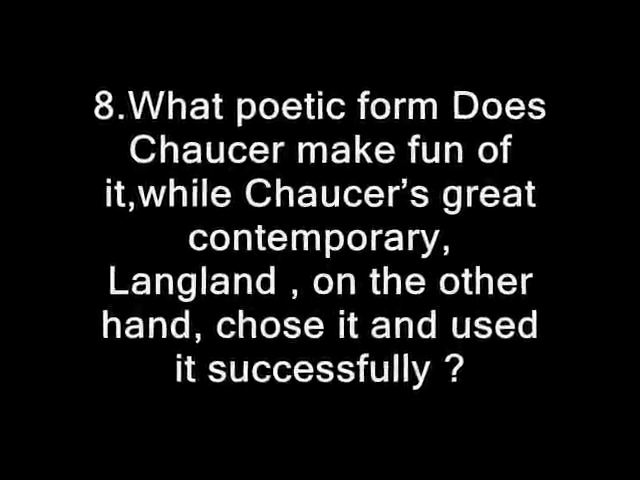 8.What poetic form Does
Chaucer make fun of
it,while Chaucer’s great
contemporary,
Langland , on the other
hand, chose it and used
it successfully ?